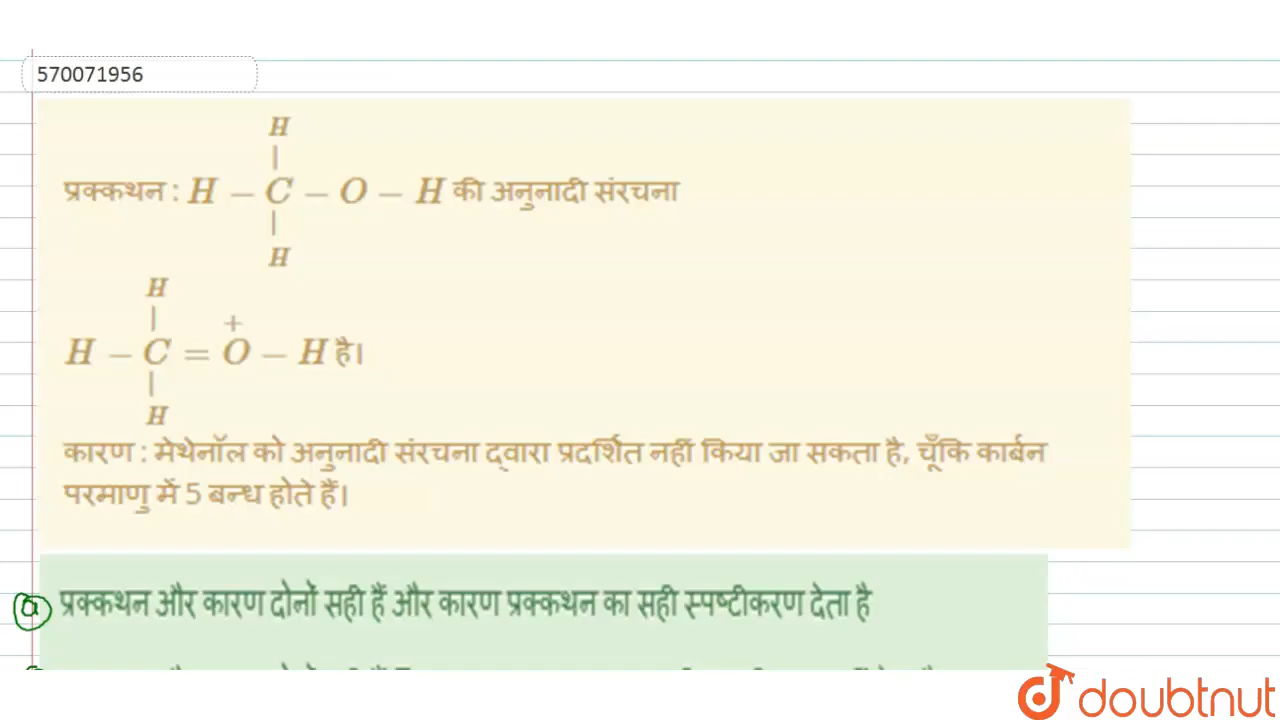 570071956
H
|
प्रक्कथन : H – C – O – H की अनुनादी संरचना
|
H
H
| +
H – C = O – H है।
|
H
कारण : मेथेनॉल को अनुनादी संरचना द्वारा प्रदर्शित नहीं किया जा सकता है, चूँकि कार्बन
परमाणु में 5 बन्ध होते हैं।
a प्रक्कथन और कारण दोनों सही हैं और कारण प्रक्कथन का सही स्पष्टीकरण देता है
doubtnut